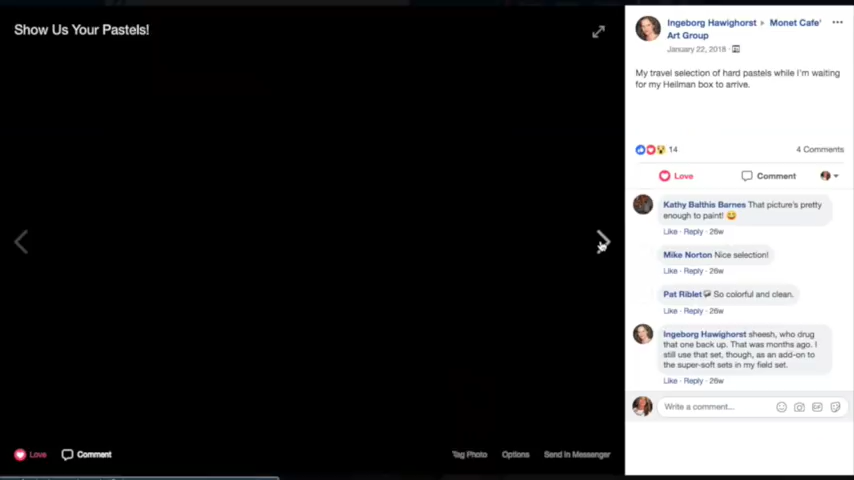 Show Us Your Pastels!
Ingeborg Hawighorst ▸ Monet Cafe'
Art Group
January 22, 2018 ·
My travel selection of hard pastels while I'm waiting
for my Heilman box to arrive.
14
4 Comments
Love
Comment
Kathy Balthis Barnes That picture's pretty
enough to paint! 😄
Like · Reply · 26w
Mike Norton Nice selection!
Like · Reply · 26w
Pat Riblet So colorful and clean.
Like · Reply · 26w
Ingeborg Hawighorst sheesh, who drug
that one back up. That was months ago. I
still use that set, though, as an add-on to
the super-soft sets in my field set.
Like · Reply · 26w
Write a comment...
Love
Comment
Tag Photo
Options
Send in Messenger